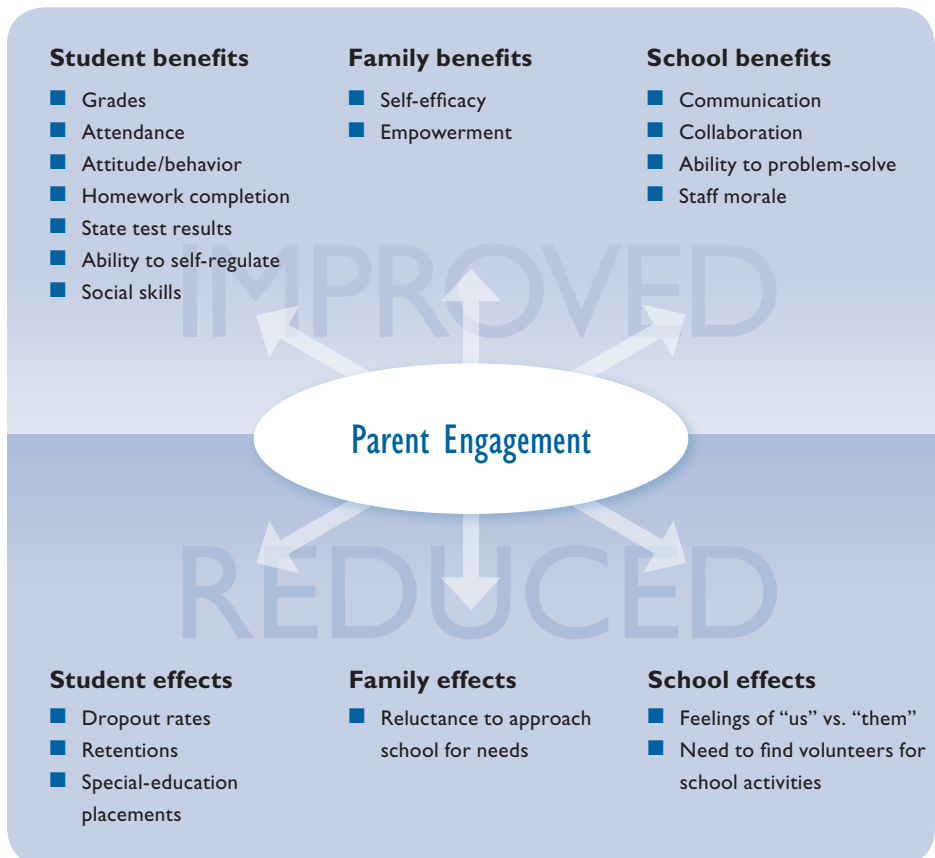 Student benefits
Grades
Attendance
Attitude/behavior
Homework completion
State test results
Ability to self-regulate
Social skills
Family benefits
Self-efficacy
Empowerment
School benefits
Communication
Collaboration
Ability to problem-solve
Staff morale
IMPROVED
Parent Engagement
REDUCED
Student effects
Dropout rates
Retentions
Special-education
placements
Family effects
Reluctance to approach
school for needs
School effects
Feelings of “us” vs. “them”
Need to find volunteers for
school activities